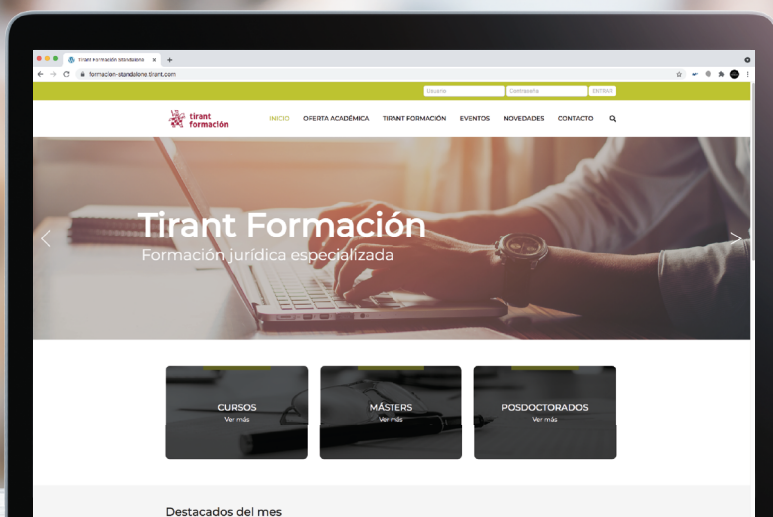 Tirant Formación Standalone
formacion-standalone.tirant.com
Usuario
Contraseña
ENTRAR
tirant
formación
INICIO OFERTA ACADÉMICA TIRANT FORMACIÓN EVENTOS NOVEDADES CONTACTO
Tirant Formación
Formación jurídica especializada
CURSOS
Ver más
MÁSTERS
Ver más
POSDOCTORADOS
Ver más
Destacados del mes